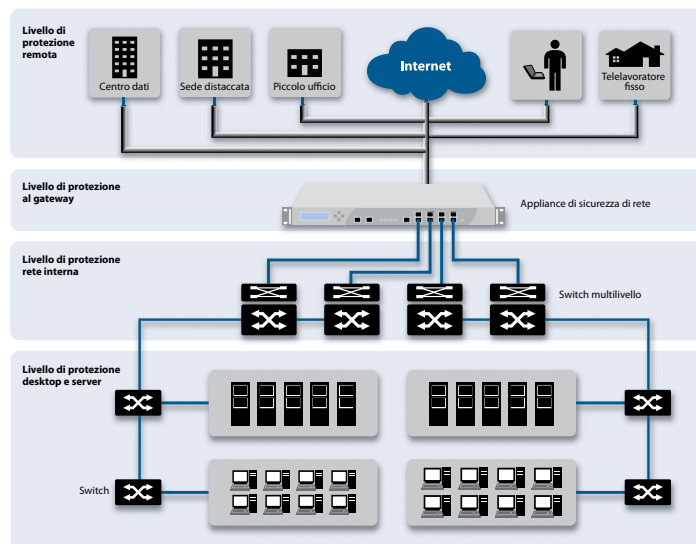 Livello di
protezione
remota
Centro dati
Sede distaccata
Piccolo ufficio
Internet
Telelavoratore
fisso
Livello di protezione
al gateway
Appliance di sicurezza di rete
Livello di protezione
rete interna
Switch multilivello
Livello di protezione
desktop e server
Switch